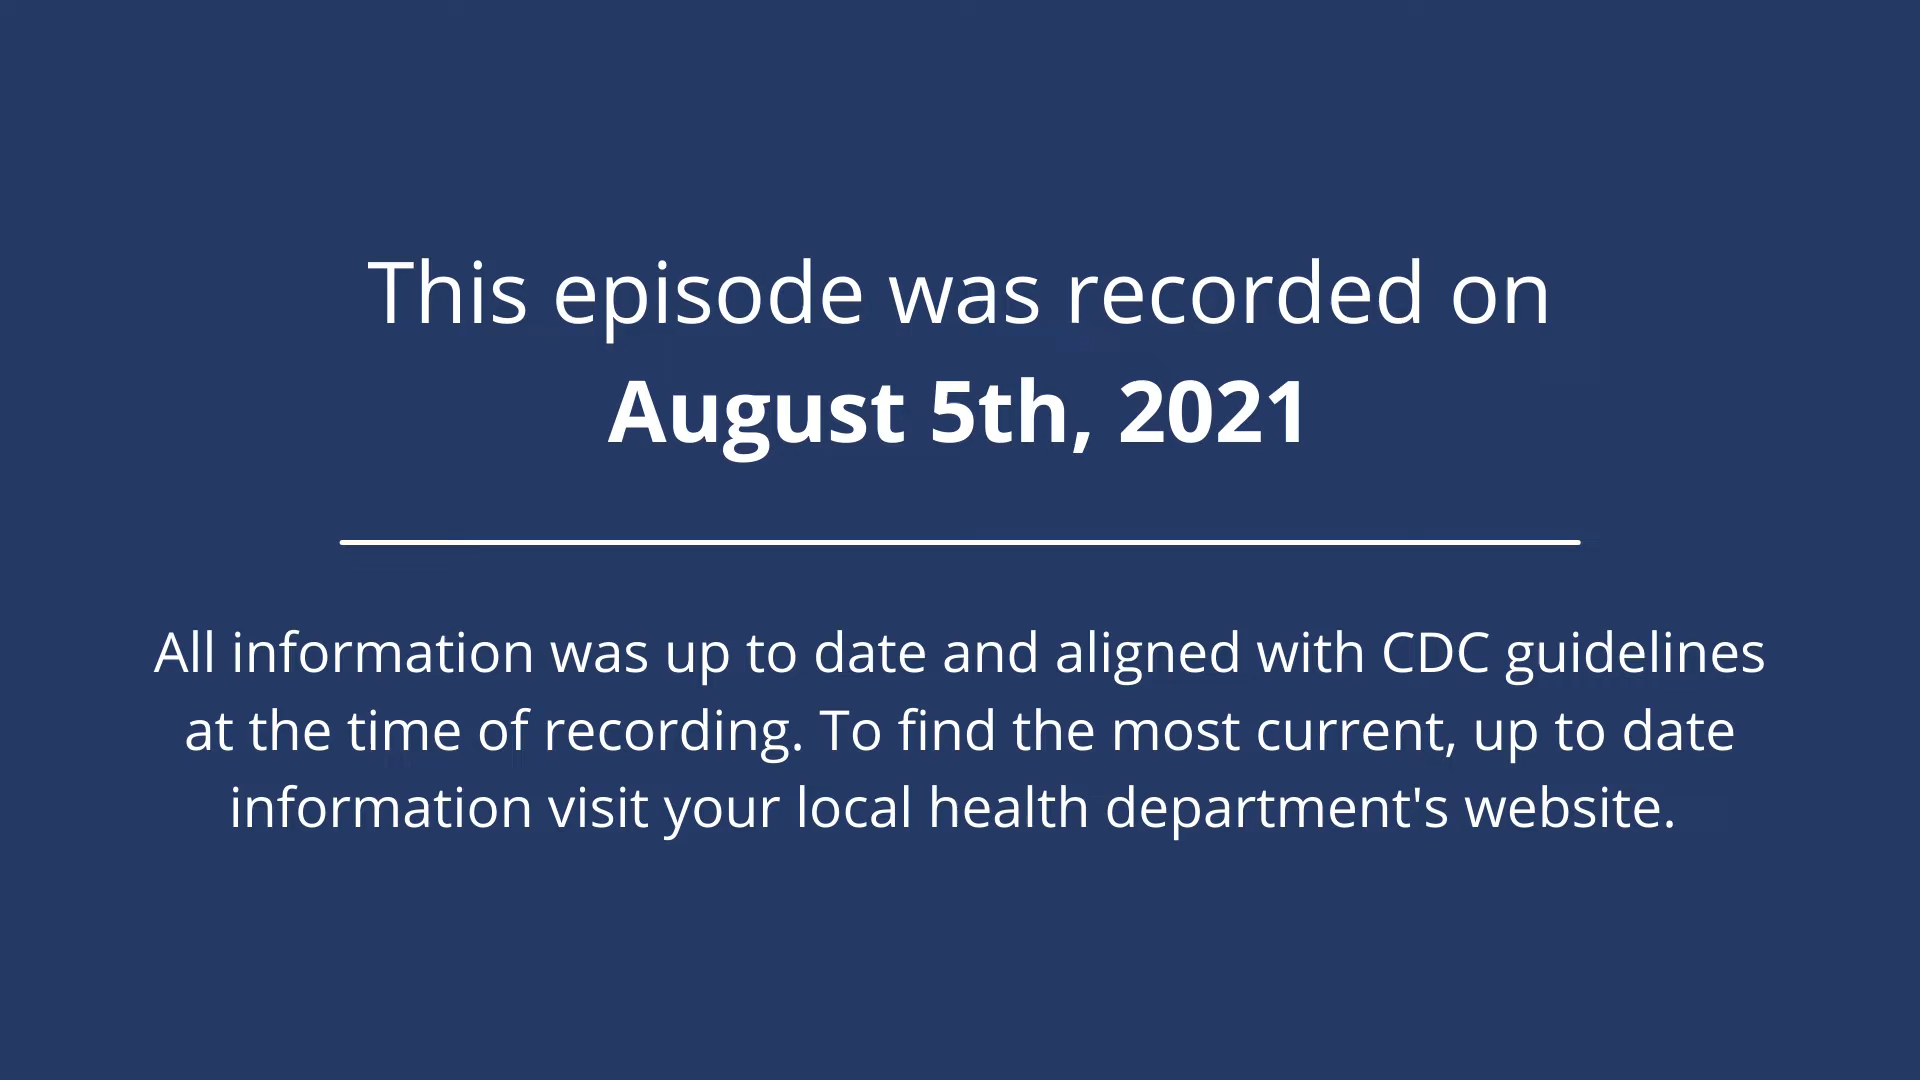 This episode was recorded on
August 5th, 2021
All information was up to date and aligned with CDC guidelines
at the time of recording. To find the most current, up to date
information visit your local health department's website.